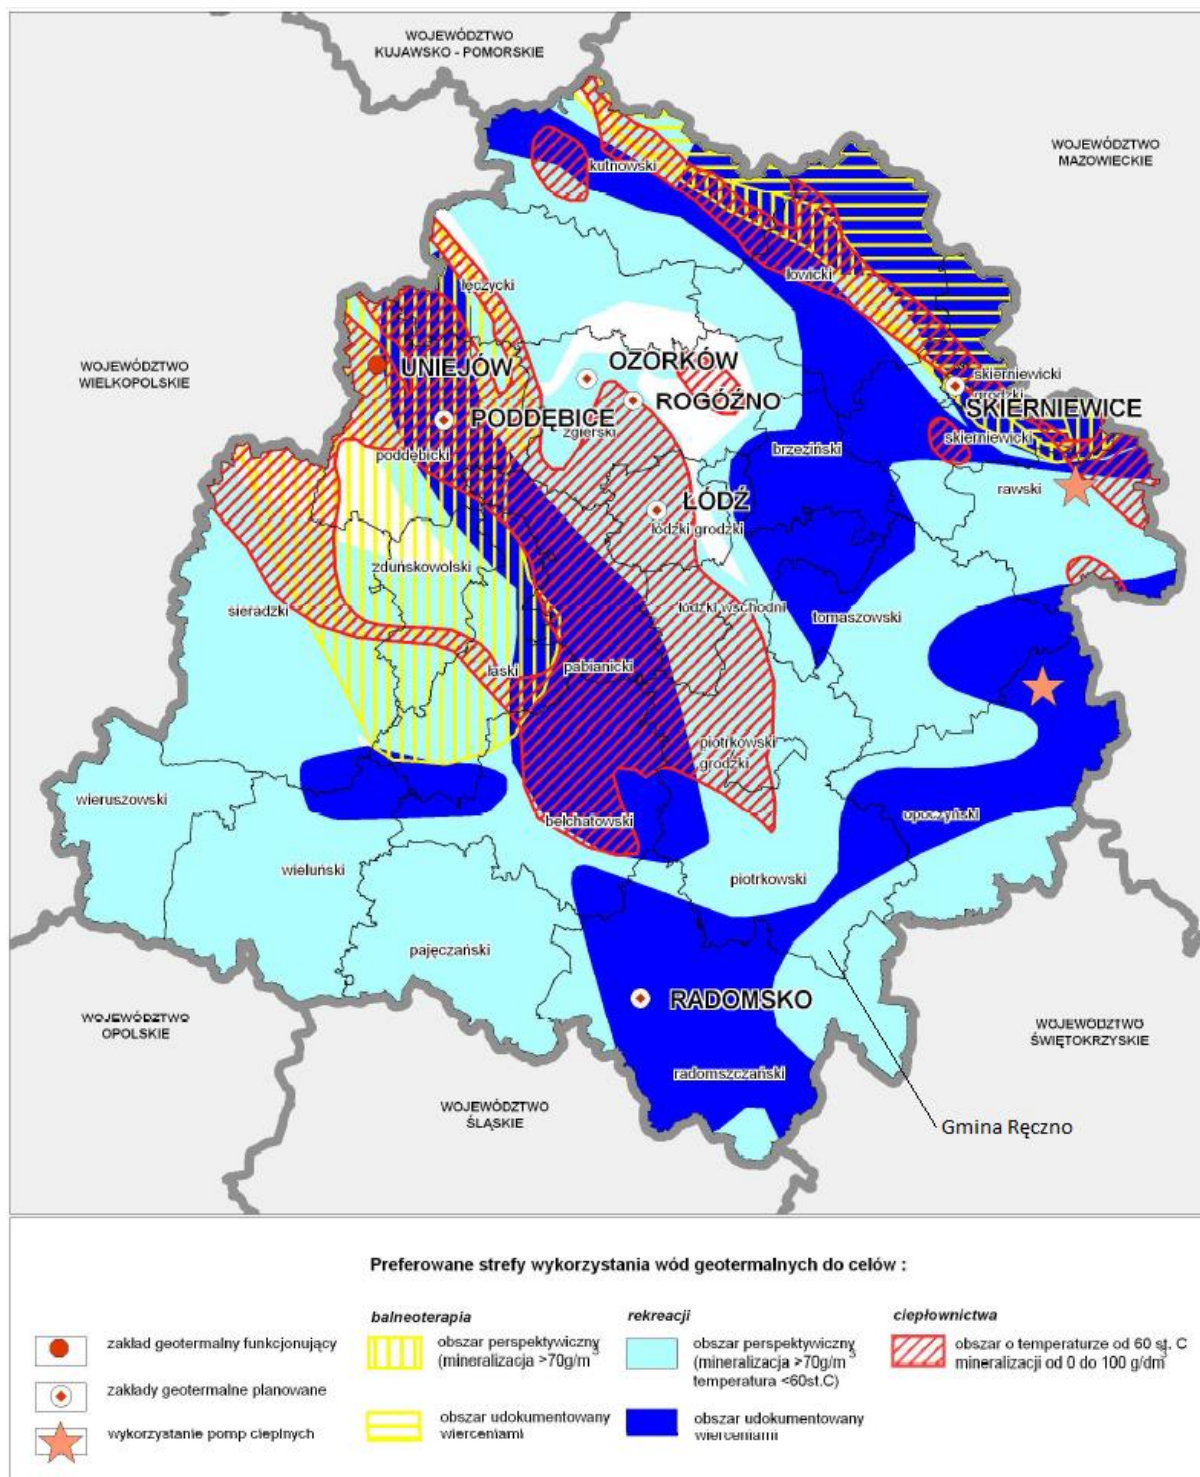 WOJEWÓDZTWO
KUJAWSKO - POMORSKIE
WOJEWÓDZTWO
MAZOWIECKIE
kutnowski
łowicki
łęczycki
WOJEWÓDZTWO
WIELKOPOLSKIE
UNIEJÓW
OZORKÓW
ROGÓŹNO
PODDĘBICE
zgierski
skierniewicki
grodzki
SKIERNIEWICE
skierniewicki
brzeziński
poddębicki
rawski
ŁÓDŹ
łódzki grodzki
zduńskowolski
sieradzki
łódzki wschodni
tomaszowski
łaski
pabianicki
piotrkowski
grodzki
wieruszowski
bełchatowski
opoczyński
wieluński
piotrkowski
pajęczański
RADOMSKO
WOJEWÓDZTWO
OPOLSKIE
WOJEWÓDZTWO
ŚWIĘTOKRZYSKIE
radomszczański
WOJEWÓDZTWO
ŚLĄSKIE
Gmina Ręczno
Preferowane strefy wykorzystania wód geotermalnych do celów :
zakład geotermalny funkcjonujący
zakłady geotermalne planowane
wykorzystanie pomp cieplnych
balneoterapia
obszar perspektywiczny
(mineralizacja >70g/m3
obszar udokumentowany
wierceniami
rekreacji
obszar perspektywiczny
(mineralizacja >70g/m3
temperatura <60st.C)
obszar udokumentowany
wierceniami
ciepłownictwa
obszar o temperaturze od 60 st. C
mineralizacji od 0 do 100 g/dm3